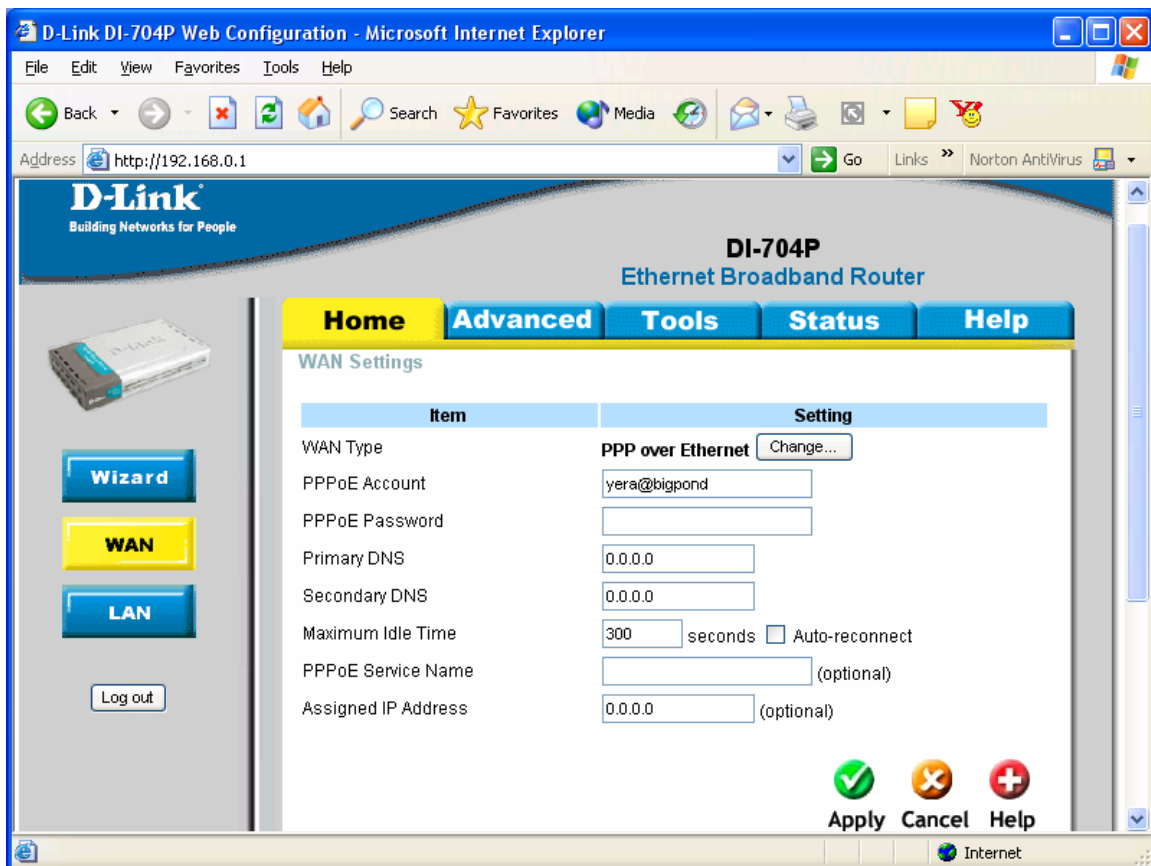 D-Link DI-704P Web Configuration - Microsoft Internet Explorer
File Edit View Favorites Tools Help
Back Search Favorites Media
Address http://192.168.0.1 Go Links » Norton AntiVirus
D-Link
Building Networks for People
DI-704P
Ethernet Broadband Router
Home Advanced Tools Status Help
D-Link
WAN Settings
Item Setting
WAN Type PPP over Ethernet Change...
Wizard
PPPoE Account yera@bigpond
PPPoE Password
WAN
Primary DNS 0.0.0.0
Secondary DNS 0.0.0.0
LAN
Maximum Idle Time 300 seconds Auto-reconnect
PPPoE Service Name (optional)
Log out
Assigned IP Address 0.0.0.0 (optional)
Apply Cancel Help
Internet